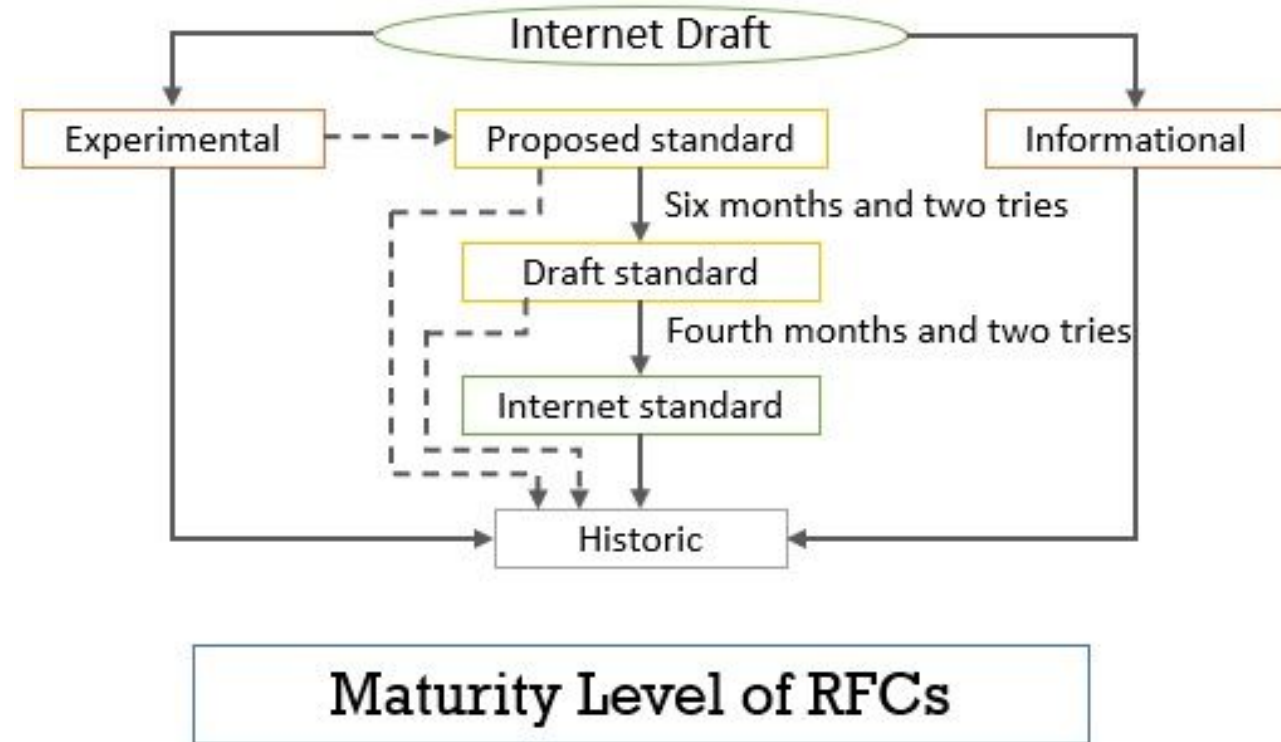 Internet Draft
Experimental
Proposed standard
Informational
Six months and two tries
Draft standard
Fourth months and two tries
Internet standard
Historic
Maturity Level of RFCs